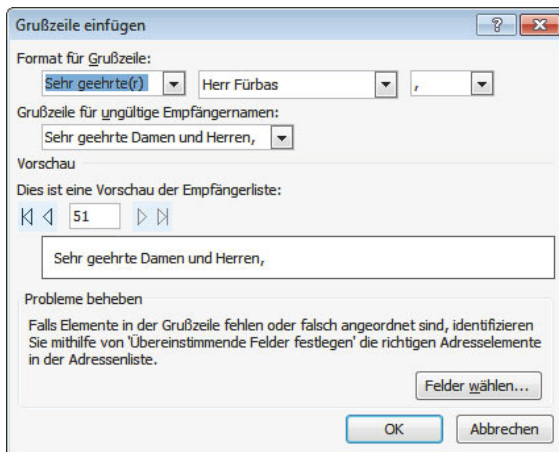 Grußzeile einfügen
Format für Grußzeile:
Sehr geehrte(r) Herr Fürbas ,
Grußzeile für ungültige Empfängernamen:
Sehr geehrte Damen und Herren,
Vorschau
Dies ist eine Vorschau der Empfängerliste:
51
Sehr geehrte Damen und Herren,
Probleme beheben
Falls Elemente in der Grußzeile fehlen oder falsch angeordnet sind, identifizieren
Sie mithilfe von 'Übereinstimmende Felder festlegen' die richtigen Adresselemente
in der Adressenliste.
Felder wählen...
OK Abbrechen